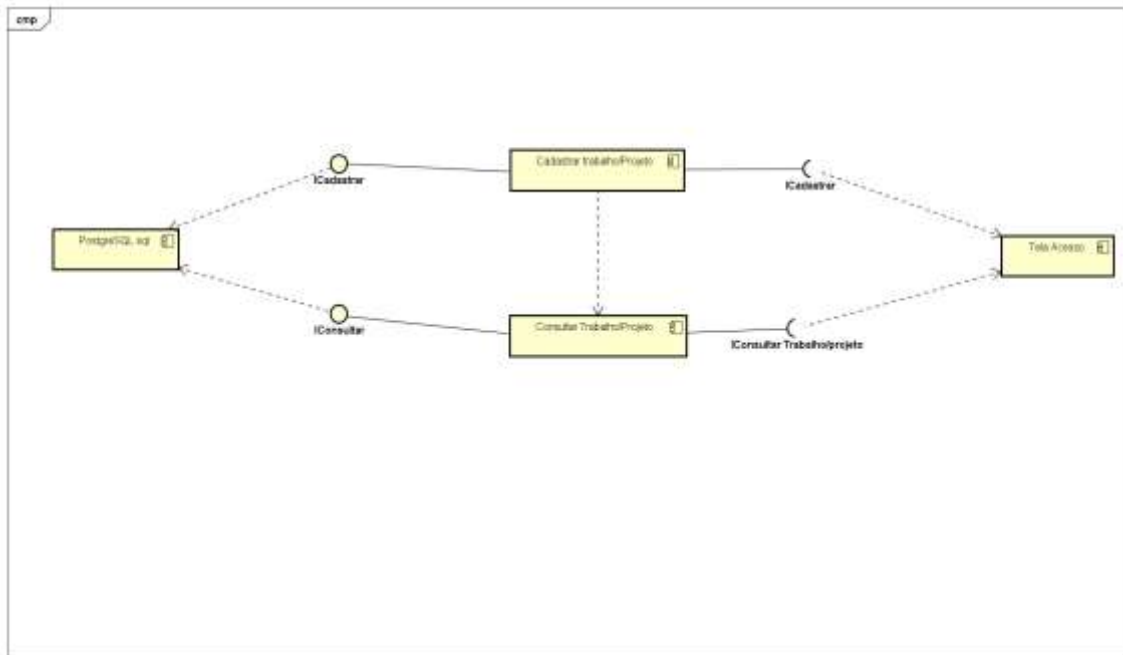 cmp
Cadastrar trabalho/Projeto
ICadastrar
ICadastrar
PostgreSQL.sql
Tela Acesso
IConsultar
Consultar Trabalho/Projeto
IConsultar Trabalho/projeto